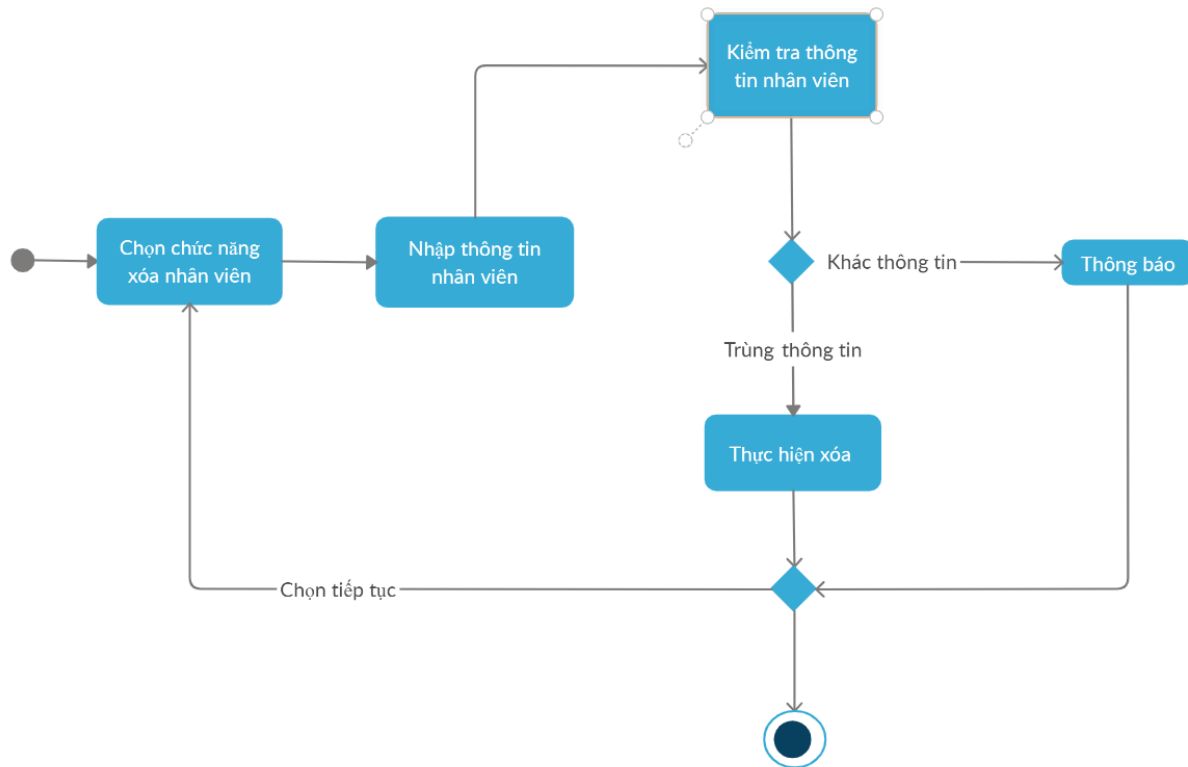 Kiểm tra thông
tin nhân viên
Chọn chức năng
xóa nhân viên
Nhập thông tin
nhân viên
Khác thông tin
Thông báo
Trùng thông tin
Thực hiện xóa
Chọn tiếp tục